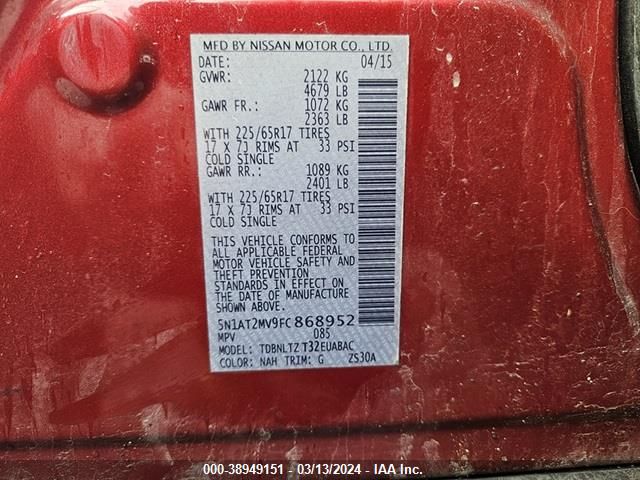 MFD BY NISSAN MOTOR CO., LTD.
DATE: 04/15
GVWR: 2122 KG
4679 LB
GAWR FR.: 1072 KG
2363 LB
WITH 225/65R17 TIRES
17 X 7J RIMS AT 33 PSI
COLD SINGLE
GAWR RR.: 1089 KG
2401 LB
WITH 225/65R17 TIRES
17 X 7J RIMS AT 33 PSI
COLD SINGLE
THIS VEHICLE CONFORMS TO
ALL APPLICABLE FEDERAL
MOTOR VEHICLE SAFETY AND
THEFT PREVENTION
STANDARDS IN EFFECT ON
THE DATE OF MANUFACTURE
SHOWN ABOVE.
5N1AT2MV9FC868952
MPV 085
MODEL: TDBNLTZ T32EUABAC
COLOR: NAH TRIM: G ZS30A
000-38949151 - 03/13/2024 - IAA Inc.